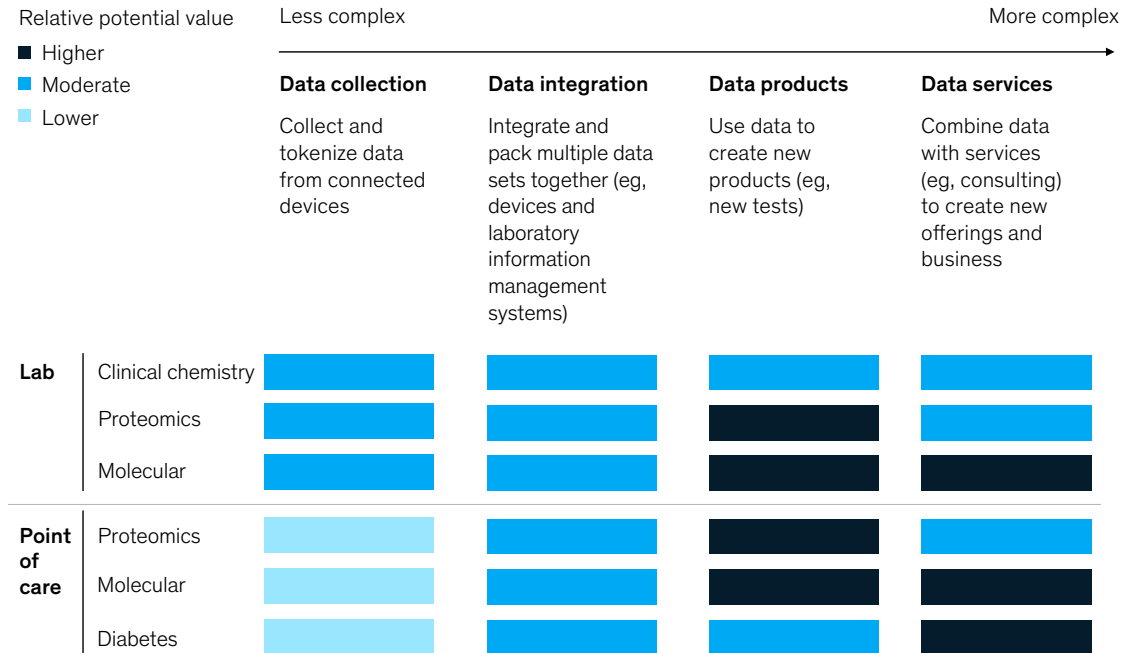 Relative potential value
Higher
Moderate
Lower
Less complex
More complex
Data collection
Collect and
tokenize data
from connected
devices
Data integration
Integrate and
pack multiple data
sets together (eg,
devices and
laboratory
information
management
systems)
Data products
Use data to
create new
products (eg,
new tests)
Data services
Combine data
with services
(eg, consulting)
to create new
offerings and
business
Lab
Clinical chemistry
Proteomics
Molecular
Point
of
care
Proteomics
Molecular
Diabetes